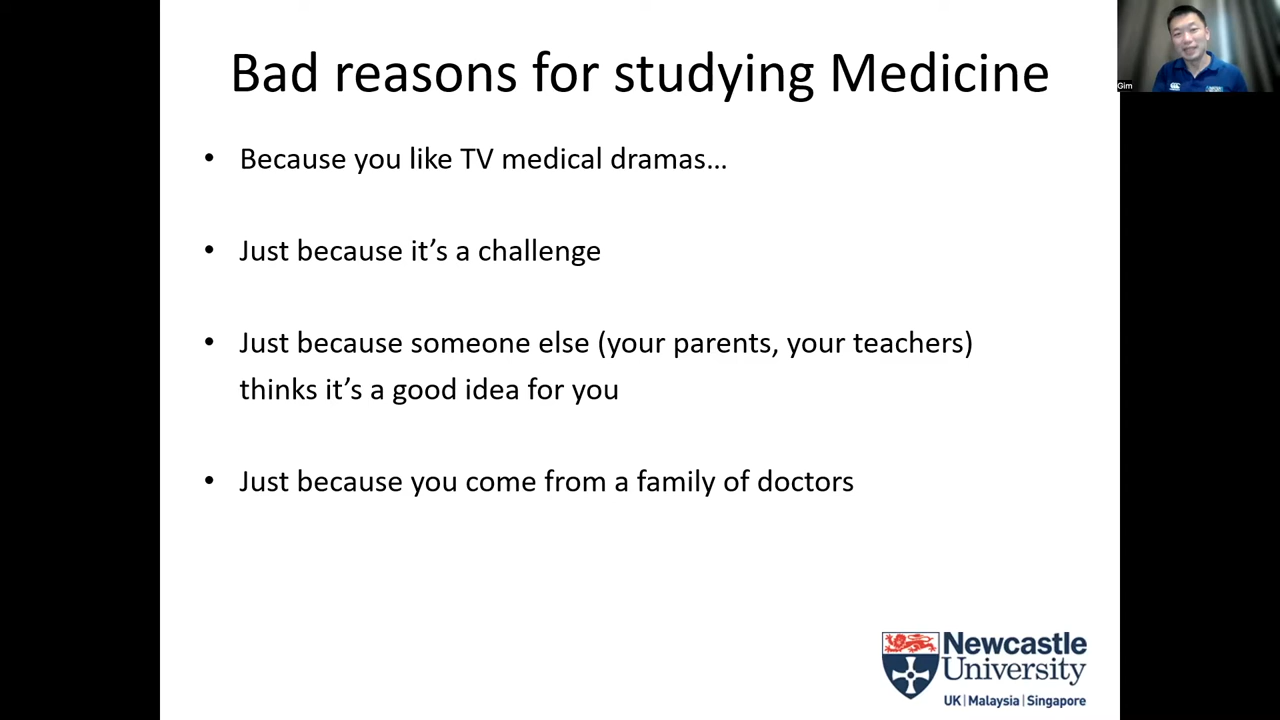 Bad reasons for studying Medicine
• Because you like TV medical dramas...
• Just because it’s a challenge
• Just because someone else (your parents, your teachers)
thinks it’s a good idea for you
• Just because you come from a family of doctors
Newcastle
University
UK | Malaysia | Singapore
Gim